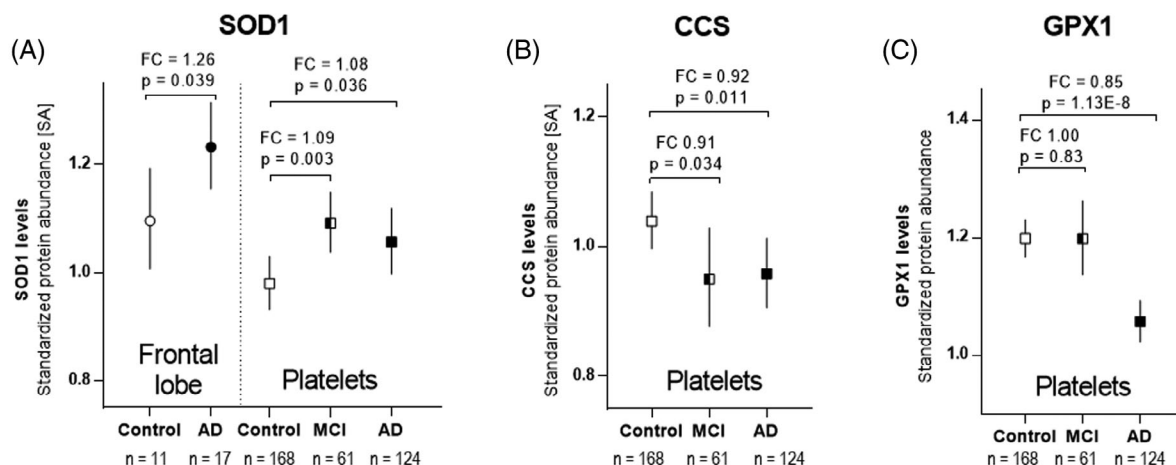 SOD1
(A)
FC = 1.26
p = 0.039
FC = 1.08
p = 0.036
FC = 1.09
p = 0.003
SOD1 levels
Standardized protein abundance [SA]
1.2
1.0
0.8
Frontal
lobe
Platelets
Control AD Control MCI AD
n = 11 n = 17 n = 168 n = 61 n = 124
CCS
(B)
FC = 0.92
p = 0.011
FC 0.91
p = 0.034
CCS levels
Standardized protein abundance [SA]
1.2
1.0
0.8
Platelets
Control MCI AD
n = 168 n = 61 n = 124
GPX1
(C)
FC = 0.85
p = 1.13E-8
FC 1.00
p = 0.83
GPX1 levels
Standardized protein abundance
1.4
1.2
1.0
Platelets
Control MCI AD
n = 168 n = 61 n = 124